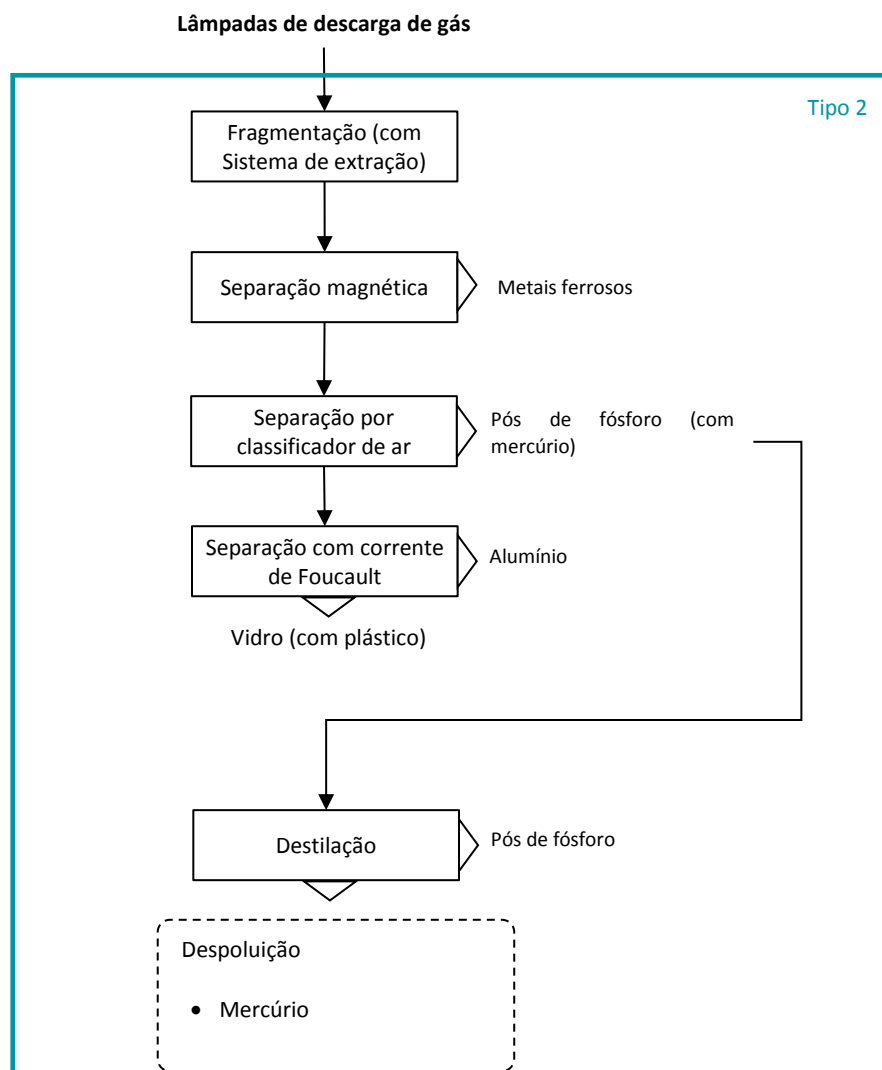 Lâmpadas de descarga de gás
Tipo 2
Fragmentação (com
Sistema de extração)
Separação magnética
Metais ferrosos
Separação por
classificador de ar
Pós de fósforo (com
mercúrio)
Separação com corrente
de Foucault
Alumínio
Vidro (com plástico)
Destilação
Pós de fósforo
Despoluição
• Mercúrio